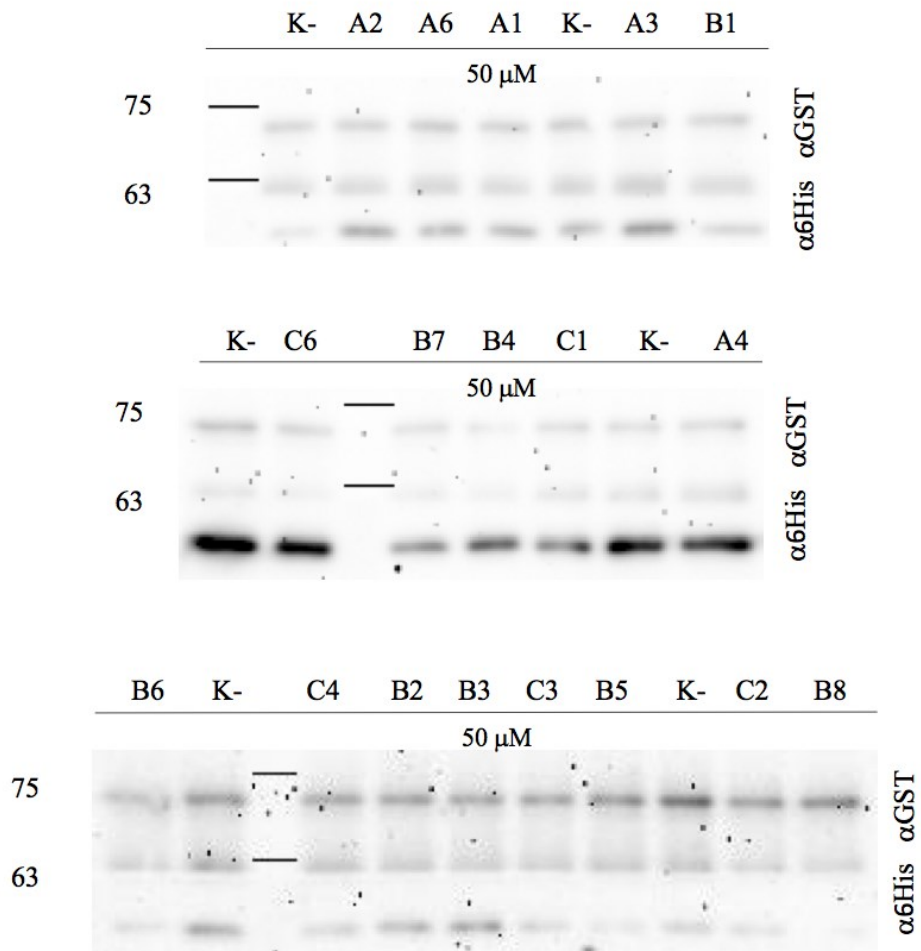 K- A2 A6 A1 K- A3 B1
50 μM
75
63
αGST
α6His
K- C6 B7 B4 C1 K- A4
50 μM
75
63
αGST
α6His
B6 K- C4 B2 B3 C3 B5 K- C2 B8
50 μM
75
63
αGST
α6His